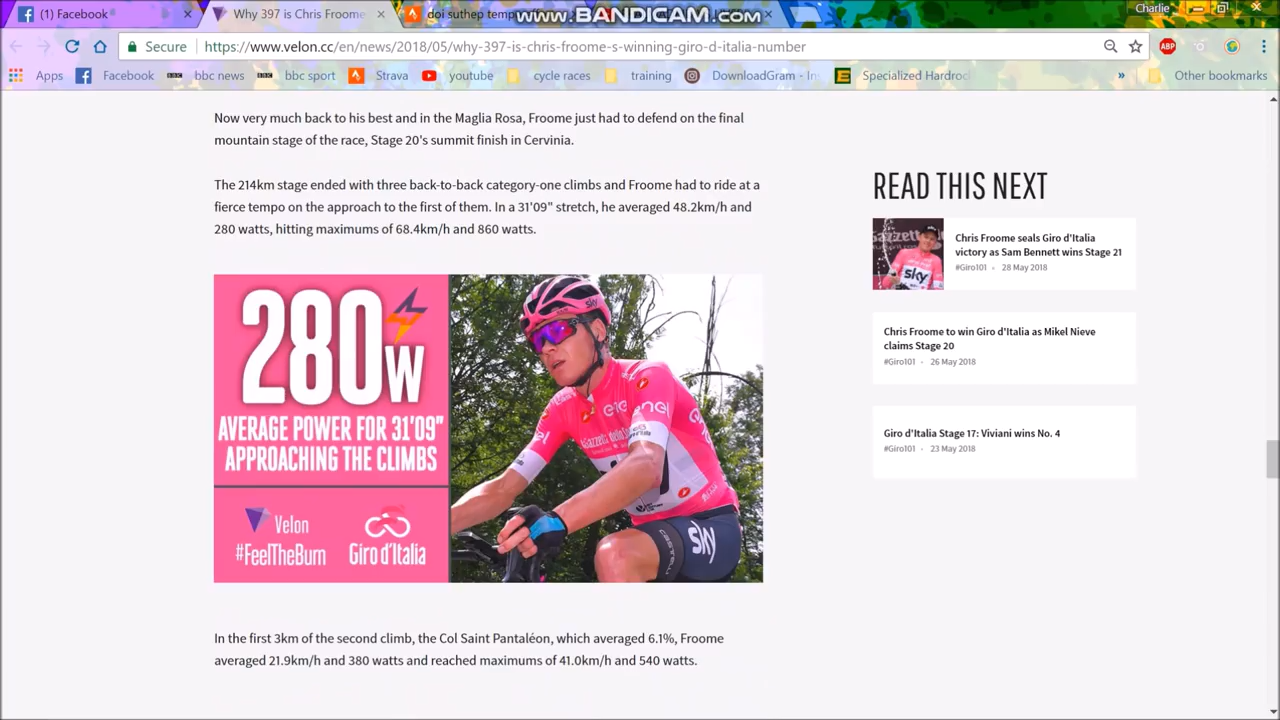 (1) Facebook
Why 397 is Chris Froome
doi suthep temp
www.BANDICAM.com
Charlie
Secure
https://www.velon.cc/en/news/2018/05/why-397-is-chris-froome-s-winning-giro-d-italia-number
ABP
Apps
Facebook
bbc news
bbc sport
Strava
youtube
cycle races
training
DownloadGram - In
Specialized Hardroc
»
Other bookmarks
Now very much back to his best and in the Maglia Rosa, Froome just had to defend on the final
mountain stage of the race, Stage 20's summit finish in Cervinia.
The 214km stage ended with three back-to-back category-one climbs and Froome had to ride at a
fierce tempo on the approach to the first of them. In a 31'09" stretch, he averaged 48.2km/h and
280 watts, hitting maximums of 68.4km/h and 860 watts.
280W
AVERAGE POWER FOR 31'09"
APPROACHING THE CLIMBS
Velon
#FeelTheBurn
Giro d'Italia
sky
enel
enel
sky
In the first 3km of the second climb, the Col Saint Pantaléon, which averaged 6.1%, Froome
averaged 21.9km/h and 380 watts and reached maximums of 41.0km/h and 540 watts.
READ THIS NEXT
sky
Chris Froome seals Giro d'Italia
victory as Sam Bennett wins Stage 21
#Giro101 • 28 May 2018
Chris Froome to win Giro d'Italia as Mikel Nieve
claims Stage 20
#Giro101 • 26 May 2018
Giro d'Italia Stage 17: Viviani wins No. 4
#Giro101 • 23 May 2018